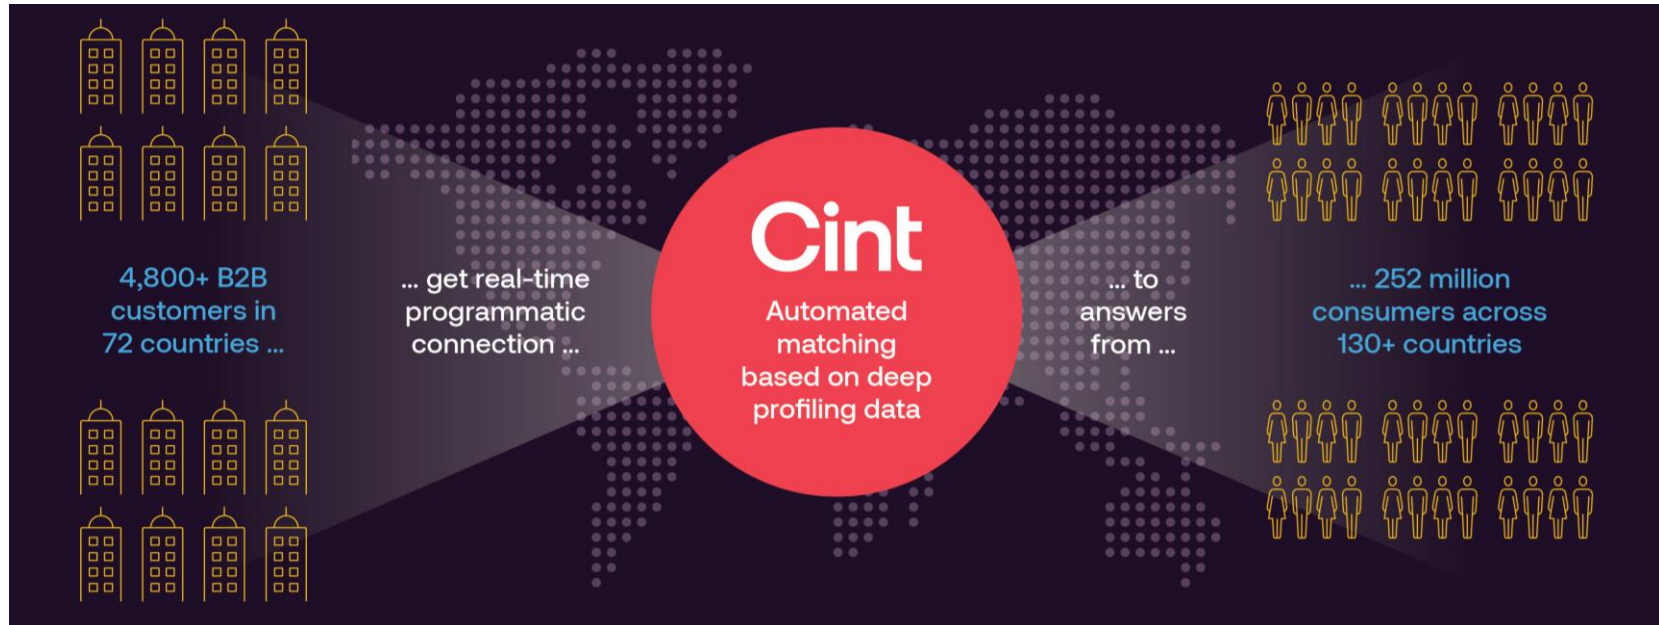 4,800+ B2B
customers in
72 countries ...
... get real-time
programmatic
connection ...
Cint
Automated
matching
based on deep
profiling data
... to
answers
from ...
... 252 million
consumers across
130+ countries